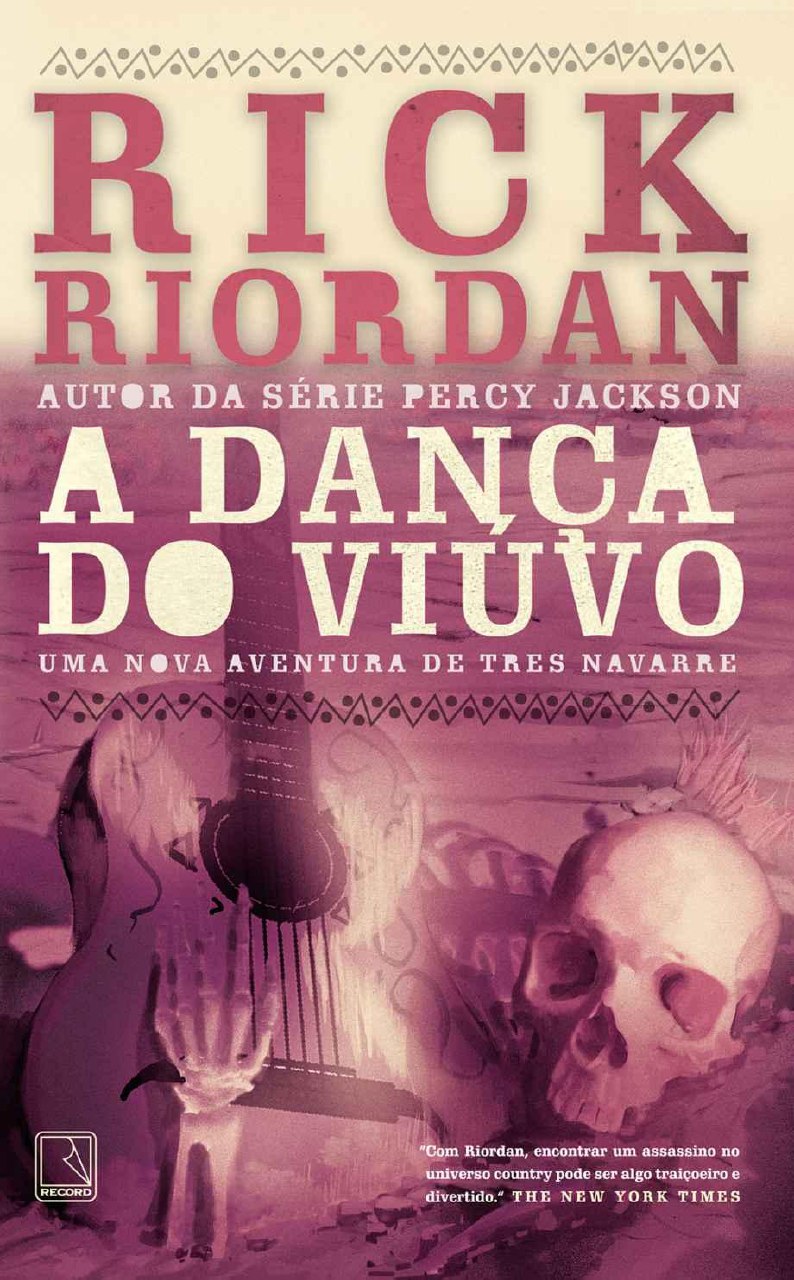 RICK
RIORDAN
AUTOR DA SÉRIE PERCY JACKSON
A DANÇA
DO VIÚVO
UMA NOVA AVENTURA DE TRES NAVARRE
"Com Riordan, encontrar um assassino no
universo country pode ser algo traiçoeiro e
divertido." THE NEW YORK TIMES
RECORD